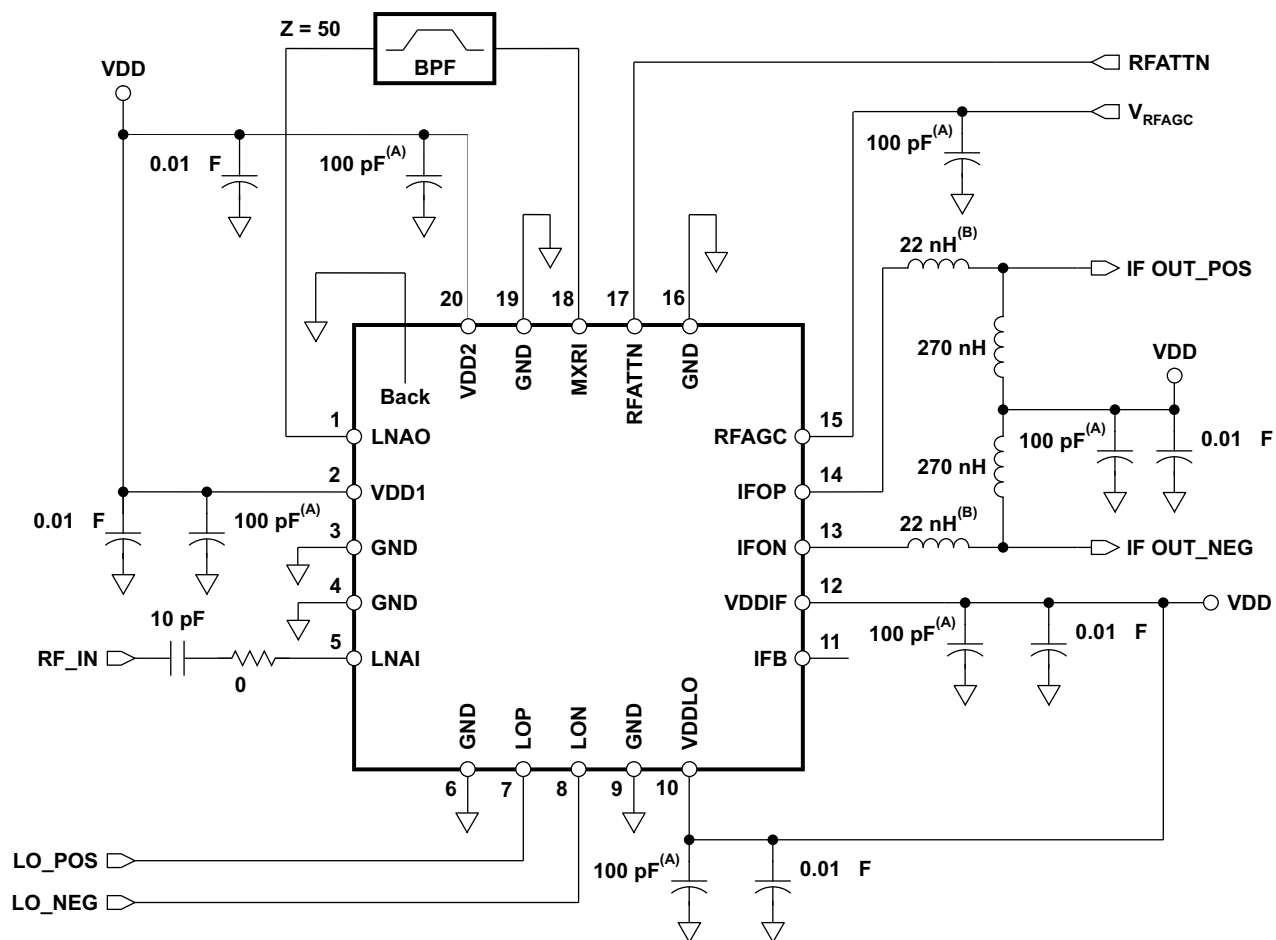 Z = 50
BPF
VDD
RFATTN
V_RFAGC
0.01 F
100 pF(A)
100 pF(A)
22 nH(B)
IF OUT_POS
20
19
18
17
16
VDD2
GND
MXRI
RFATTN
GND
270 nH
VDD
Back
1
LNAO
RFAGC
15
100 pF(A)
0.01 F
2
VDD1
IFOP
14
270 nH
0.01 F
100 pF(A)
3
GND
IFON
13
22 nH(B)
IF OUT_NEG
4
GND
VDDIF
12
VDD
10 pF
100 pF(A)
0.01 F
RF_IN
0
5
LNAI
IFB
11
GND
LOP
LON
GND
VDDLO
6
7
8
9
10
LO_POS
100 pF(A)
0.01 F
LO_NEG